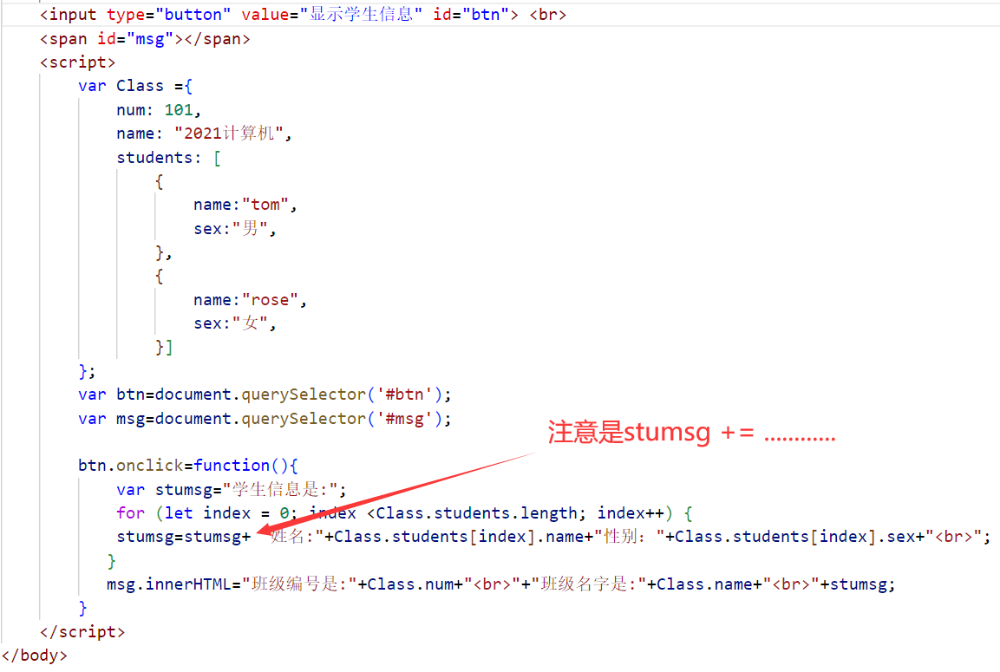 <input type="button" value="显示学生信息" id="btn"> <br>
<span id="msg"></span>
<script>
var Class ={
num: 101,
name: "2021计算机",
students: [
{
name:"tom",
sex:"男",
},
{
name:"rose",
sex:"女",
}]
};
var btn=document.querySelector('#btn');
var msg=document.querySelector('#msg');
注意是stumsg += …………
btn.onclick=function(){
var stumsg="学生信息是:";
for (let index = 0; index <Class.students.length; index++) {
stumsg=stumsg+ 姓名:"+Class.students[index].name+"性别: "+Class.students[index].sex+"<br>";
}
msg.innerHTML="班级编号是:"+Class.num+"<br>"+"班级名字是:"+Class.name+"<br>"+stumsg;
}
</script>
</body>